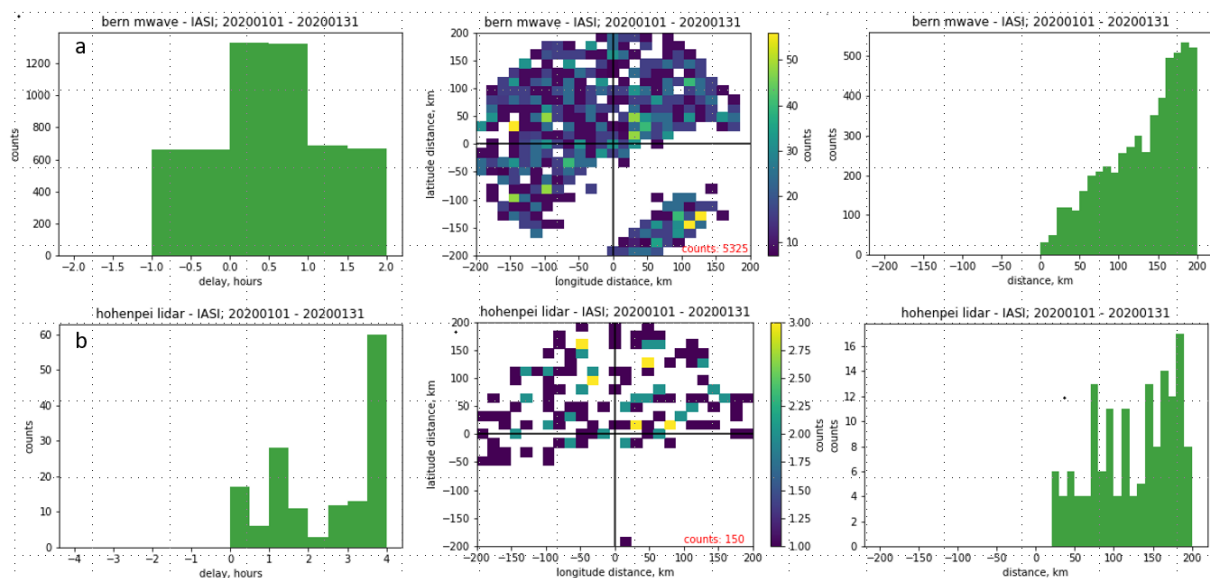 bern mwave - IASI; 20200101 - 20200131
a
counts
1200
1000
800
600
400
200
0
-2.0 -1.5 -1.0 -0.5 0.0 0.5 1.0 1.5 2.0
delay, hours
bern mwave - IASI; 20200101 - 20200131
latitude distance, km
200
150
100
50
0
−50
−100
−150
−200
counts: 5325
-200 -150 -100 -50 0 50 100 150 200
longitude distance, km
50
40
30
20
10
counts
bern mwave - IASI; 20200101 - 20200131
counts
500
400
300
200
100
0
-200 -150 -100 -50 0 50 100 150 200
distance, km
hohenpei lidar - IASI; 20200101 - 20200131
b
counts
60
50
40
30
20
10
0
-4 -3 -2 -1 0 1 2 3 4
delay, hours
hohenpei lidar - IASI; 20200101 - 20200131
latitude distance, km
200
150
100
50
0
−50
−100
−150
−200
counts: 150
-200 -150 -100 -50 0 50 100 150 200
longitude distance, km
3.00
2.75
2.50
2.25
2.00
1.75
1.50
1.25
1.00
counts
hohenpei lidar - IASI; 20200101 - 20200131
counts
16
14
12
10
8
6
4
2
0
-200 -150 -100 -50 0 50 100 150 200
distance, km